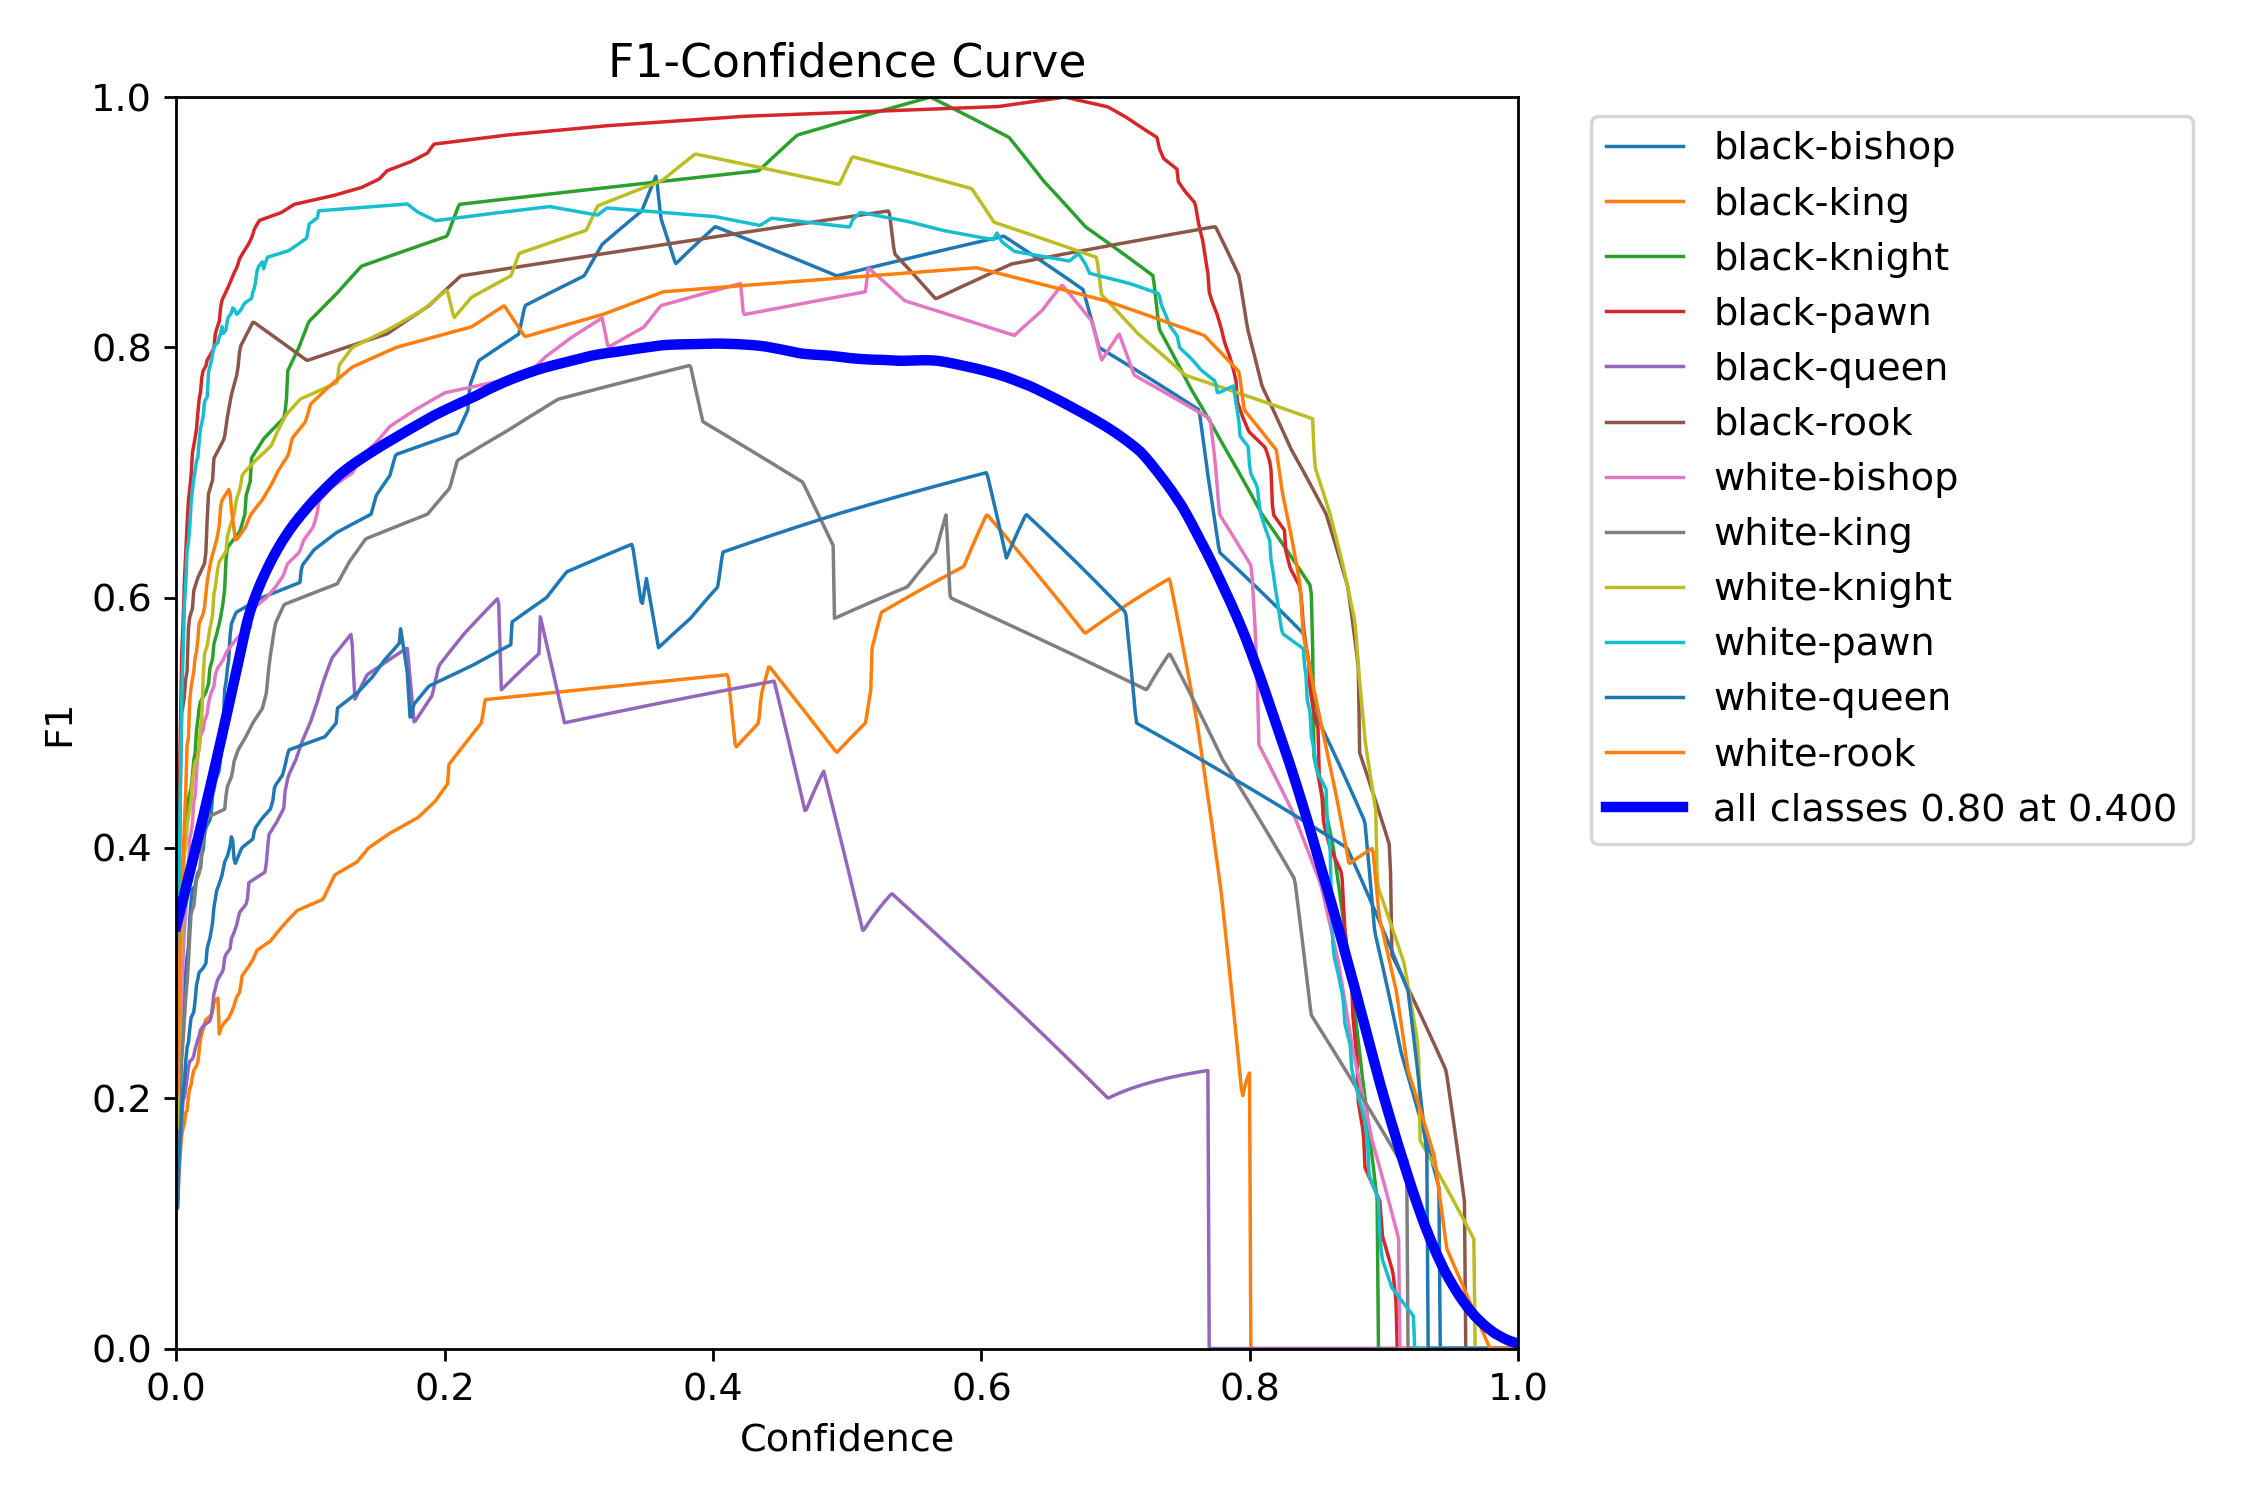 F1-Confidence Curve
1.0
0.8
0.6
0.4
0.2
0.0
F1
0.0 0.2 0.4 0.6 0.8 1.0
Confidence
black-bishop
black-king
black-knight
black-pawn
black-queen
black-rook
white-bishop
white-king
white-knight
white-pawn
white-queen
white-rook
all classes 0.80 at 0.400